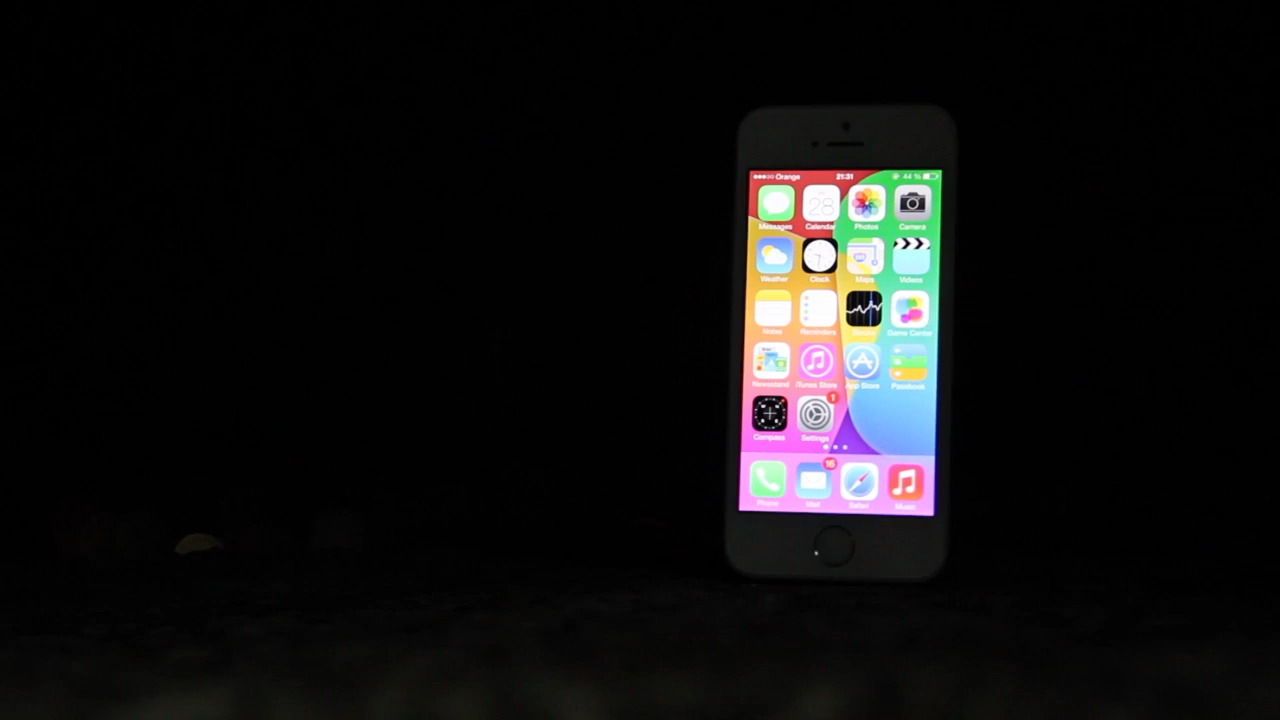 Orange 21:31 44 %
28
Messages Calendar Photos Camera
Weather Clock Maps Videos
Notes Reminders Stocks Game Center
Newsstand iTunes Store App Store Passbook
1
Compass Settings
16
Phone Mail Safari Music